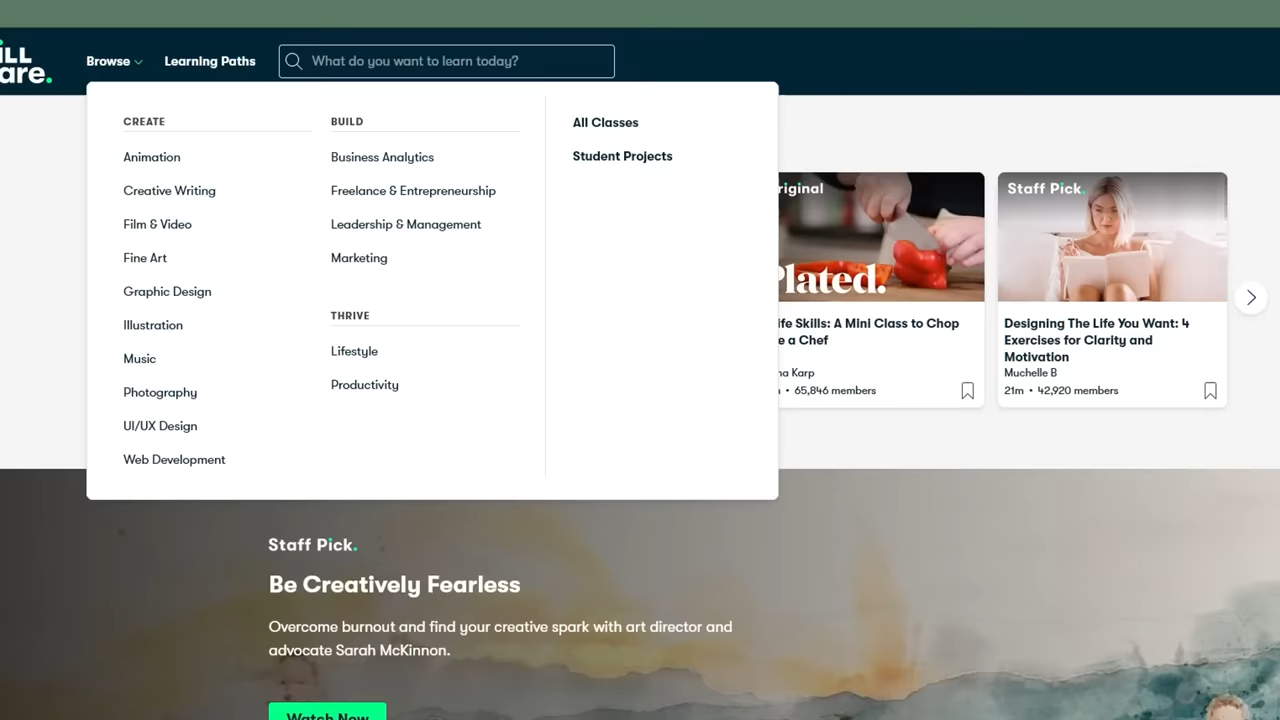 ILL
are.
Browse
Learning Paths
What do you want to learn today?
CREATE
Animation
Creative Writing
Film & Video
Fine Art
Graphic Design
Illustration
Music
Photography
UI/UX Design
Web Development
BUILD
Business Analytics
Freelance & Entrepreneurship
Leadership & Management
Marketing
THRIVE
Lifestyle
Productivity
All Classes
Student Projects
riginal
Plated.
ife Skills: A Mini Class to Chop
e a Chef
na Karp
• 65,846 members
Staff Pick.
Designing The Life You Want: 4
Exercises for Clarity and
Motivation
Muchelle B
21m • 42,920 members
Staff Pick.
Be Creatively Fearless
Overcome burnout and find your creative spark with art director and
advocate Sarah McKinnon.
Watch Now